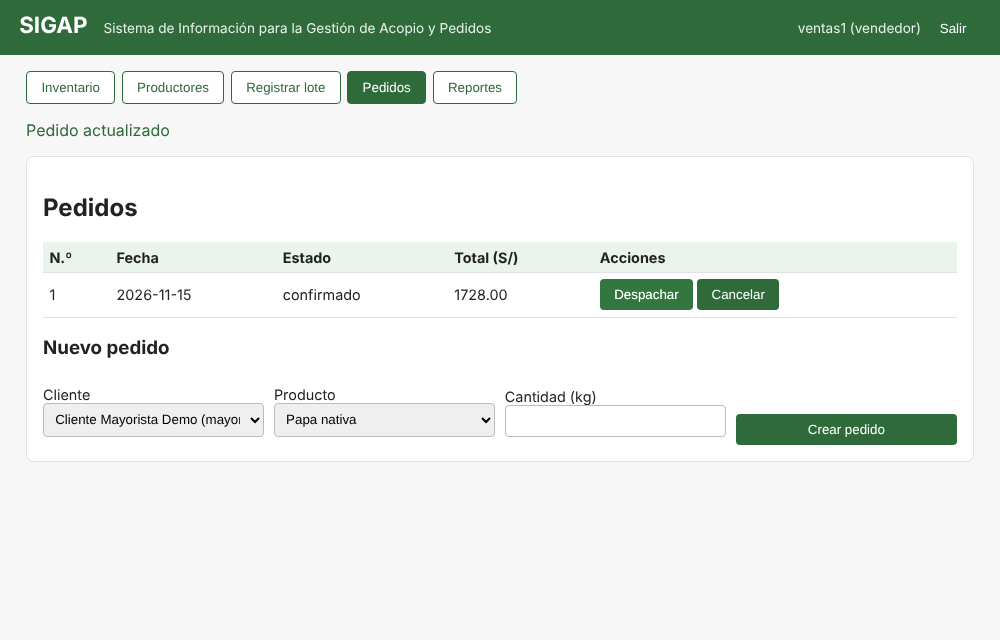 SIGAP Sistema de Información para la Gestión de Acopio y Pedidos ventas1 (vendedor) Salir
Inventario Productores Registrar lote Pedidos Reportes
Pedido actualizado
Pedidos
N.º Fecha Estado Total (S/) Acciones
1 2026-11-15 confirmado 1728.00 Despachar Cancelar
Nuevo pedido
Cliente Producto Cantidad (kg)
Cliente Mayorista Demo (mayor Papa nativa
Crear pedido